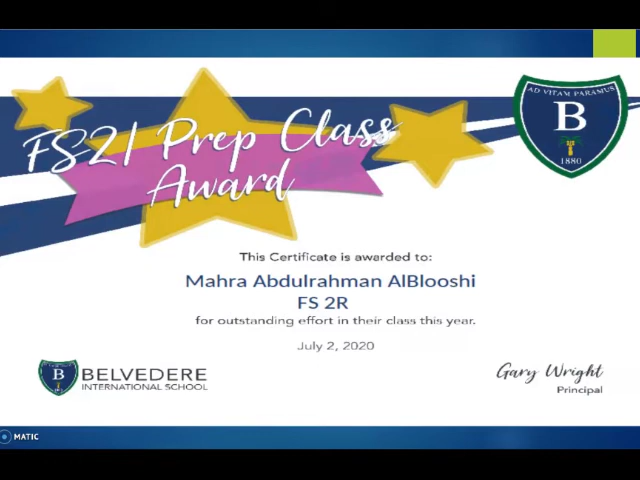 AD VITAM PARAMUS
B
1880
FS2/ Prep Class
Award
This Certificate is awarded to:
Mahra Abdulrahman AlBlooshi
FS 2R
for outstanding effort in their class this year.
July 2, 2020
B
BELVEDERE
INTERNATIONAL SCHOOL
Gary Wright
Principal
MATIC